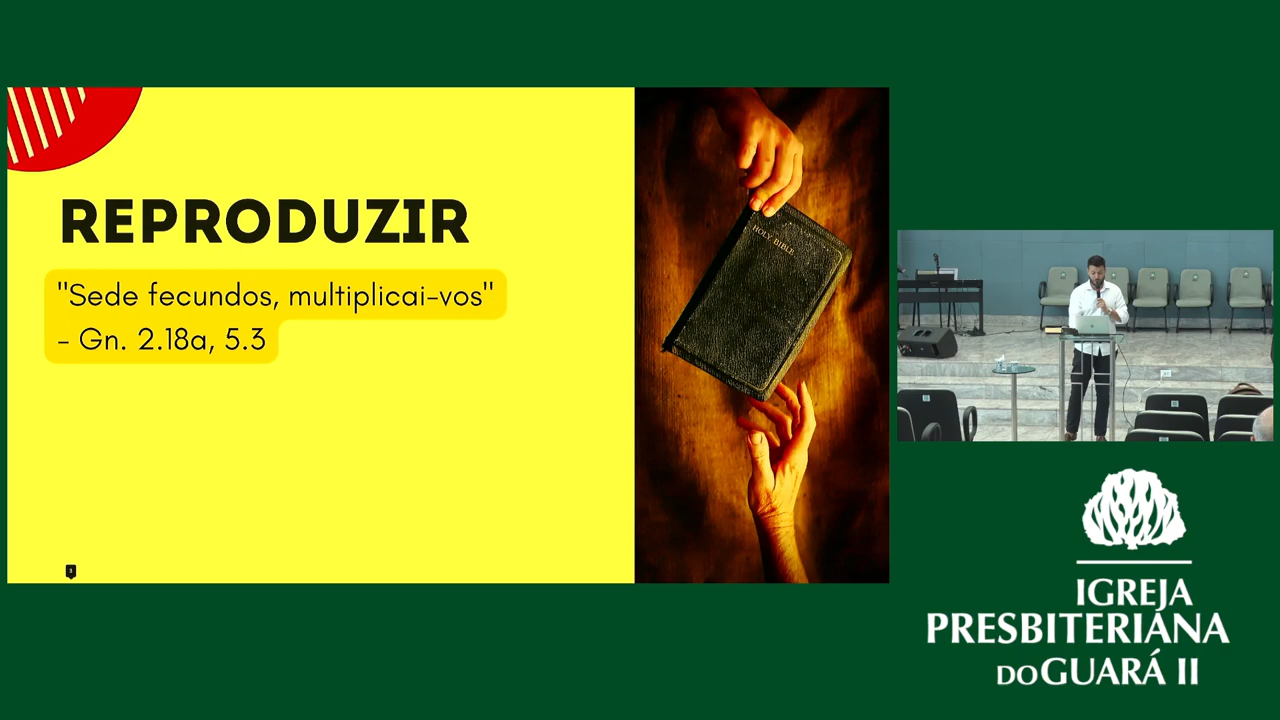 REPRODUZIR
"Sede fecundos, multiplicai-vos"
- Gn. 2.18a, 5.3
HOLY BIBLE
IGREJA
PRESBITERIANA
DO GUARÁ II